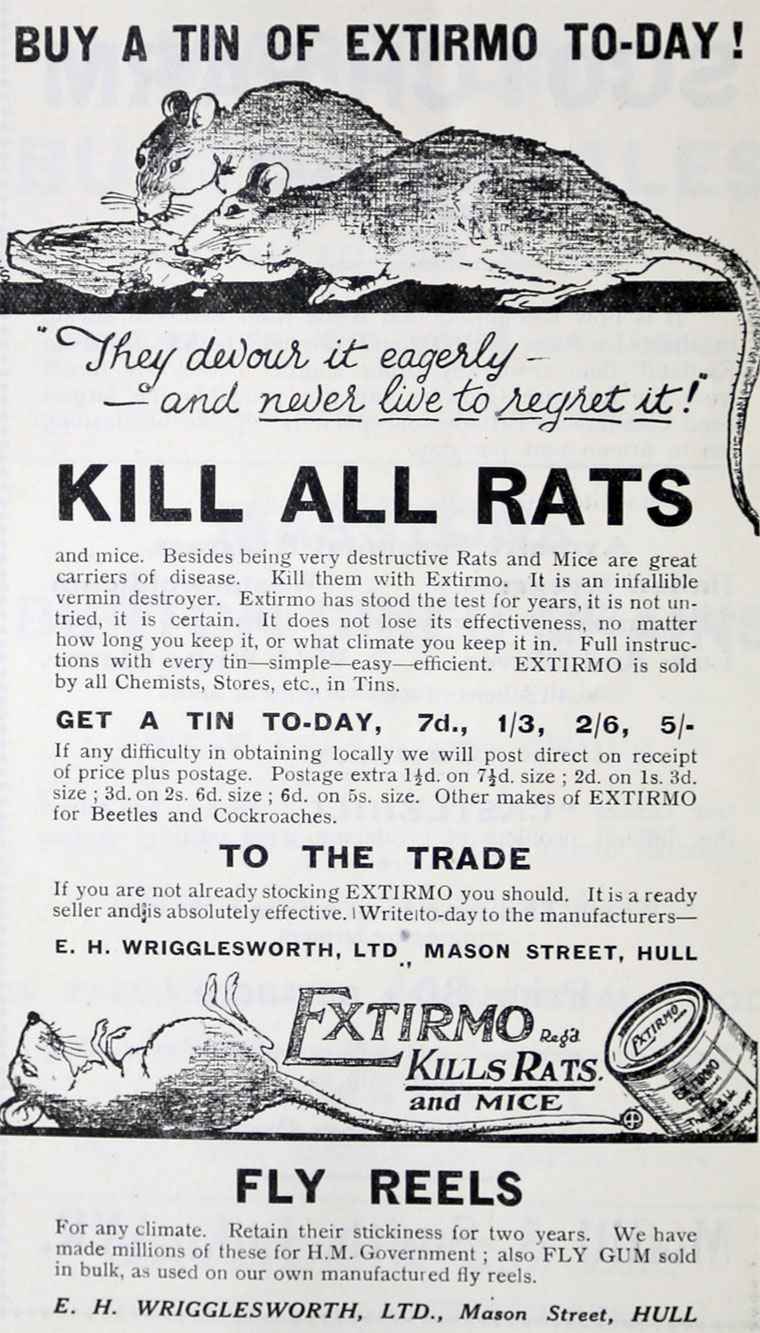 BUY A TIN OF EXTIRMO TO-DAY!
"They devour it eagerly—
and never live to regret it!"
KILL ALL RATS
and mice. Besides being very destructive Rats and Mice are great
carriers of disease. Kill them with Extirmo. It is an infallible
vermin destroyer. Extirmo has stood the test for years, it is not un-
tried, it is certain. It does not lose its effectiveness, no matter
how long you keep it, or what climate you keep it in. Full instruc-
tions with every tin—simple—easy—efficient. EXTIRMO is sold
by all Chemists, Stores, etc., in Tins.
GET A TIN TO-DAY, 7d., 1/3, 2/6, 5/-
If any difficulty in obtaining locally we will post direct on receipt
of price plus postage. Postage extra 1½d. on 7½d. size ; 2d. on 1s. 3d.
size ; 3d. on 2s. 6d. size ; 6d. on 5s. size. Other makes of EXTIRMO
for Beetles and Cockroaches.
TO THE TRADE
If you are not already stocking EXTIRMO you should. It is a ready
seller and is absolutely effective. Write to-day to the manufacturers—
E. H. WRIGGLESWORTH, LTD., MASON STREET, HULL
EXTIRMO Regd.
KILLS RATS.
and MICE
EXTIRMO
EXTIRMO
FLY REELS
For any climate. Retain their stickiness for two years. We have
made millions of these for H.M. Government ; also FLY GUM sold
in bulk, as used on our own manufactured fly reels.
E. H. WRIGGLESWORTH, LTD., Mason Street, HULL